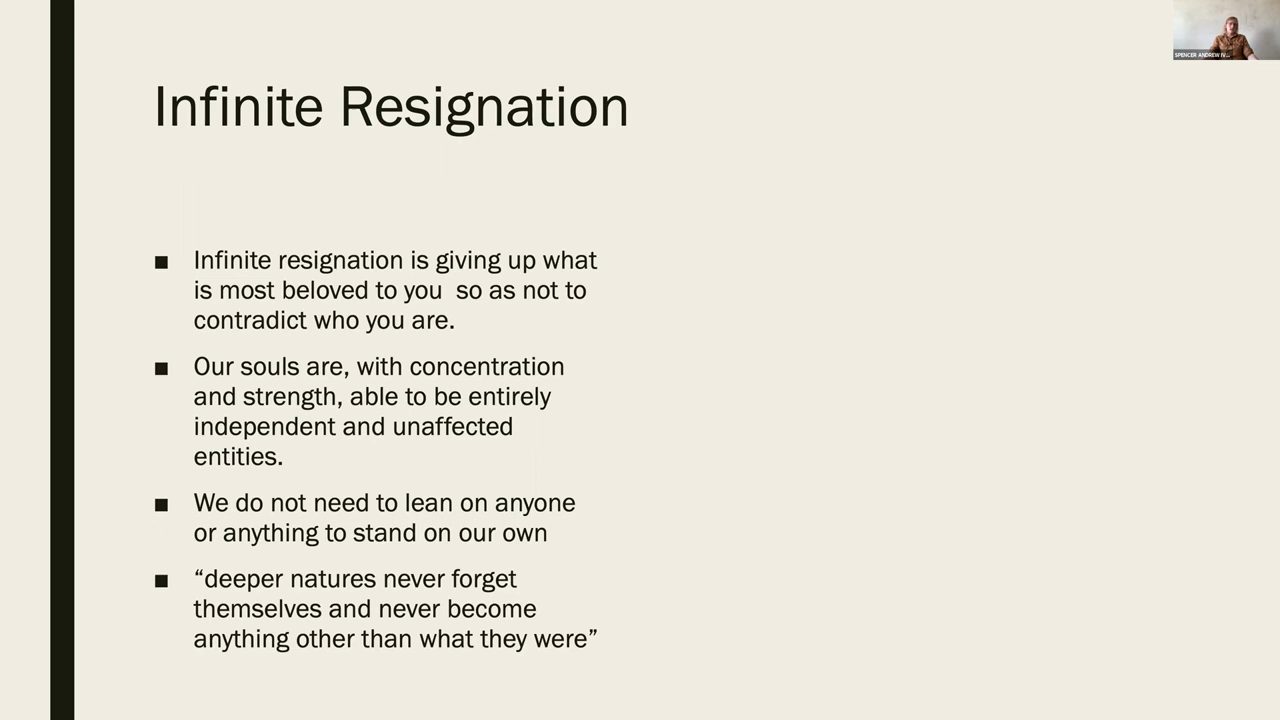 Infinite Resignation
■ Infinite resignation is giving up what
is most beloved to you  so as not to
contradict who you are.
■ Our souls are, with concentration
and strength, able to be entirely
independent and unaffected
entities.
■ We do not need to lean on anyone
or anything to stand on our own
■ “deeper natures never forget
themselves and never become
anything other than what they were”
SPENCER ANDREW IV...